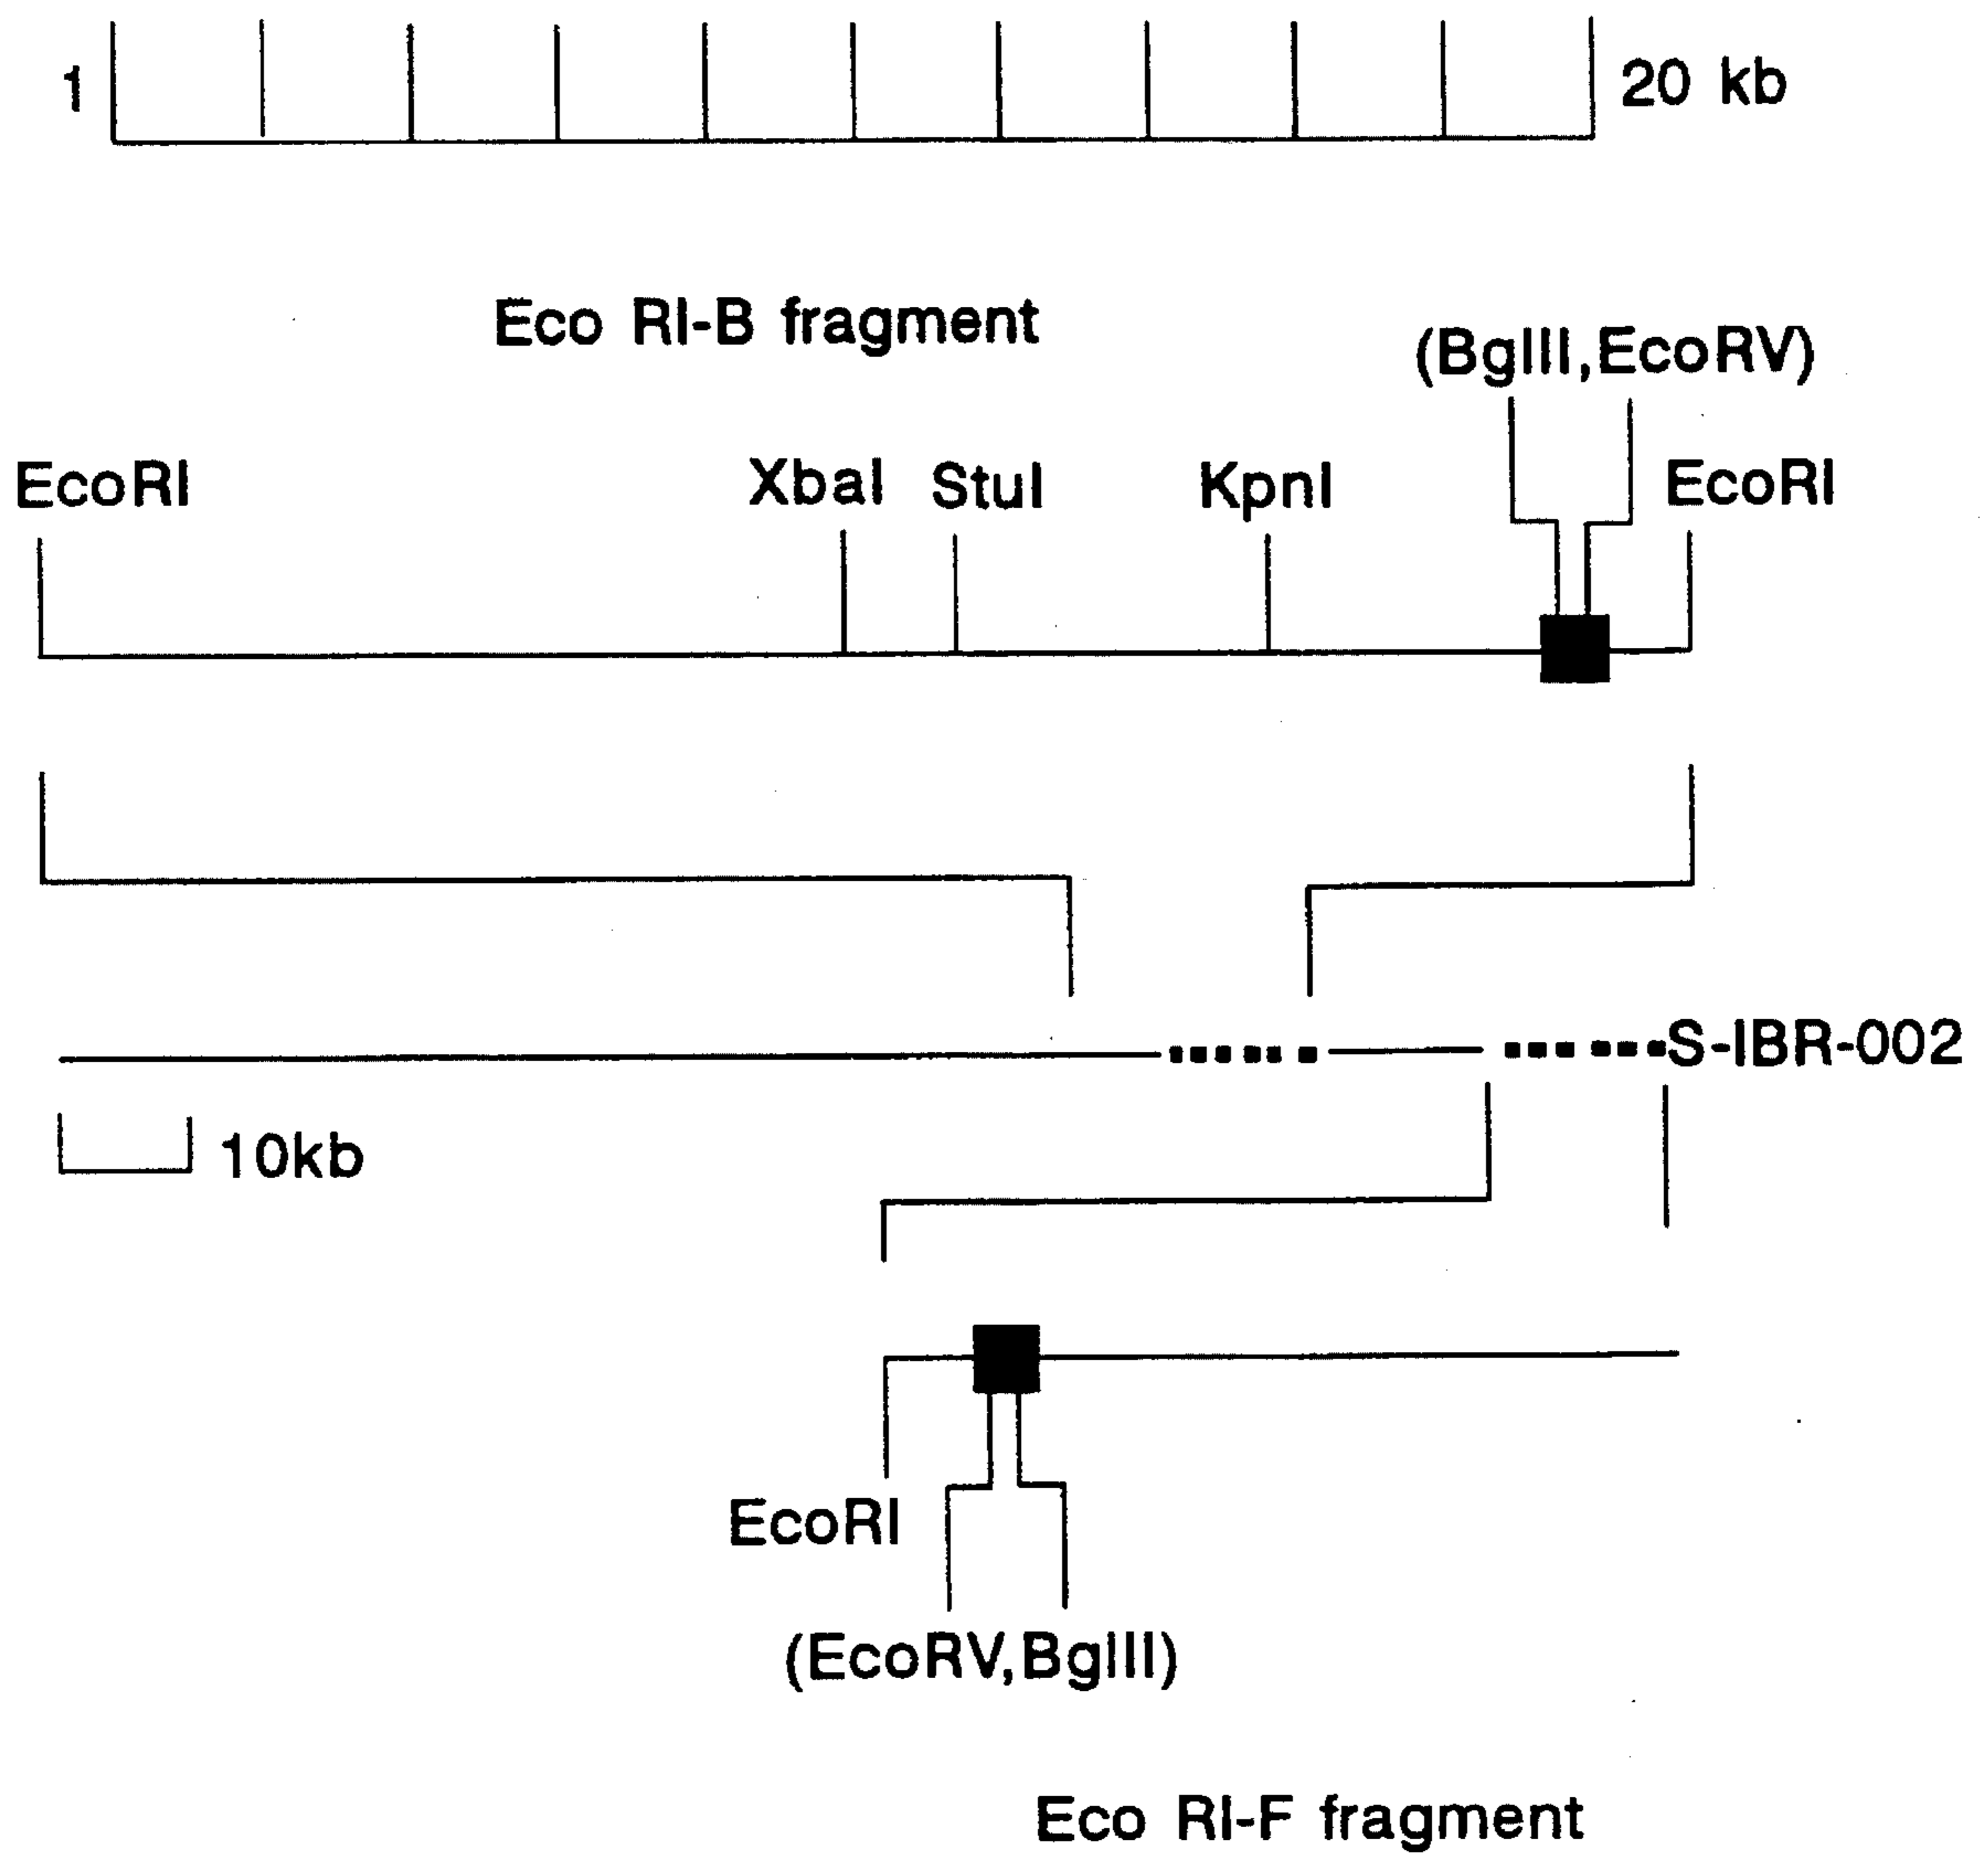 1 20 kb
Eco RI-B fragment
(BglII,EcoRV)
EcoRI XbaI StuI KpnI EcoRI
S-IBR-002
10kb
EcoRI
(EcoRV,BglII)
Eco RI-F fragment